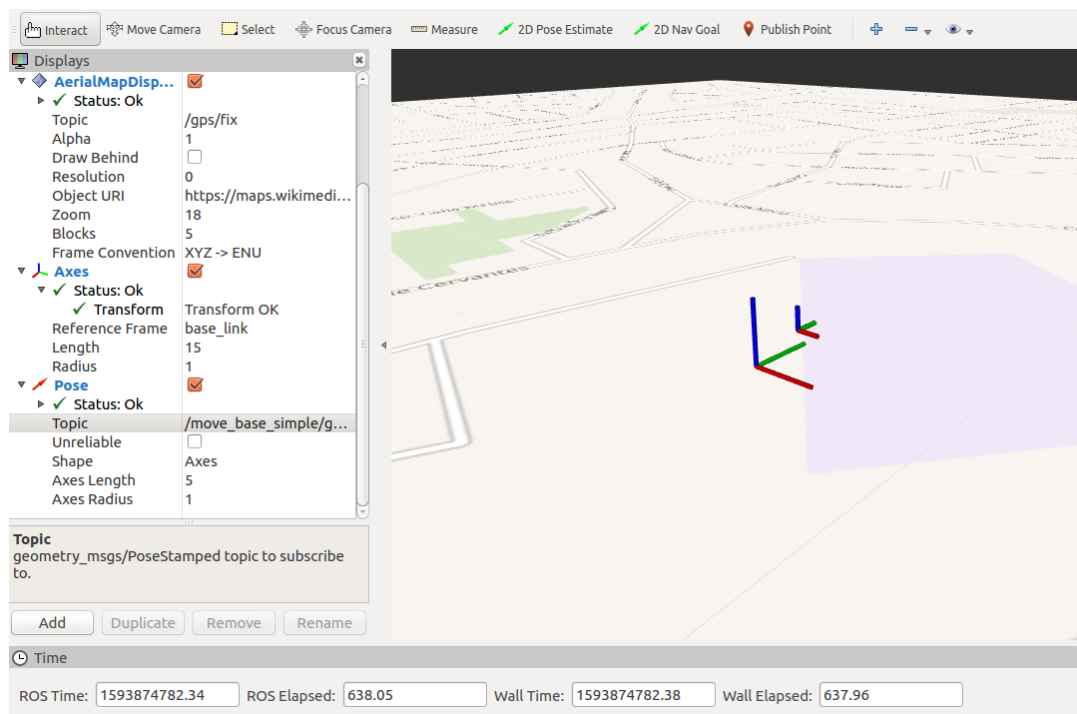 Interact Move Camera Select Focus Camera Measure 2D Pose Estimate 2D Nav Goal Publish Point
Displays
AerialMapDisp...
Status: Ok
Topic /gps/fix
Alpha 1
Draw Behind
Resolution 0
Object URI https://maps.wikimedi...
Zoom 18
Blocks 5
Frame Convention XYZ -> ENU
Axes
Status: Ok
Transform Transform OK
Reference Frame base_link
Length 15
Radius 1
Pose
Status: Ok
Topic /move_base_simple/g...
Unreliable
Shape Axes
Axes Length 5
Axes Radius 1
Topic
geometry_msgs/PoseStamped topic to subscribe
to.
Add Duplicate Remove Rename
Cervantes
Time
ROS Time: 1593874782.34 ROS Elapsed: 638.05 Wall Time: 1593874782.38 Wall Elapsed: 637.96